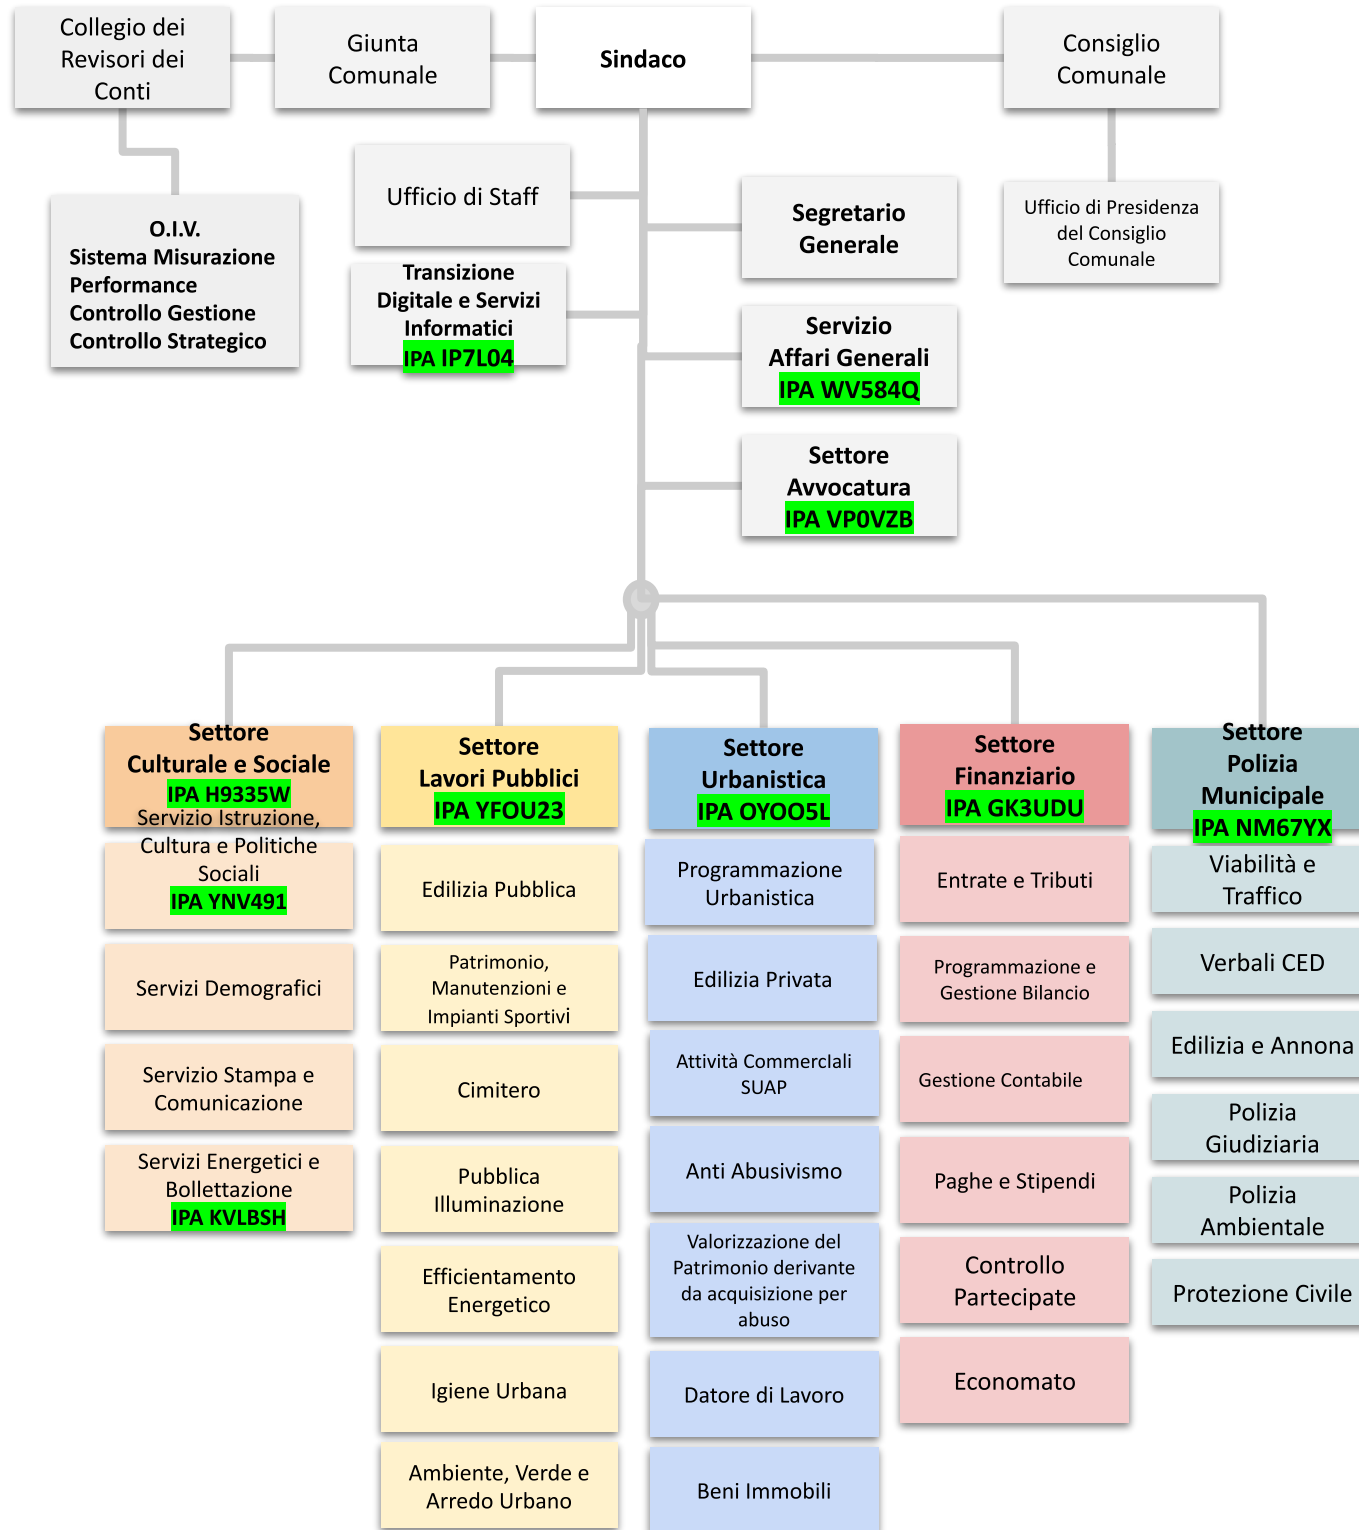 Collegio dei
Revisori dei
Conti
Giunta
Comunale
Sindaco
Consiglio
Comunale
Ufficio di Staff
Segretario
Generale
Ufficio di Presidenza
del Consiglio
Comunale
O.I.V.
Sistema Misurazione
Performance
Controllo Gestione
Controllo Strategico
Transizione
Digitale e Servizi
Informatici
IPA IP7L04
Servizio
Affari Generali
IPA WV584Q
Settore
Avvocatura
IPA VP0VZB
Settore
Culturale e Sociale
IPA H9335W
Servizio Istruzione,
Cultura e Politiche
Sociali
IPA YNV491
Servizi Demografici
Servizio Stampa e
Comunicazione
Servizi Energetici e
Bollettazione
IPA KVLBSH
Settore
Lavori Pubblici
IPA YFOU23
Edilizia Pubblica
Patrimonio,
Manutenzioni e
Impianti Sportivi
Cimitero
Pubblica
Illuminazione
Efficientamento
Energetico
Igiene Urbana
Ambiente, Verde e
Arredo Urbano
Settore
Urbanistica
IPA OYOO5L
Programmazione
Urbanistica
Edilizia Privata
Attività CommercIali
SUAP
Anti Abusivismo
Valorizzazione del
Patrimonio derivante
da acquisizione per
abuso
Datore di Lavoro
Beni Immobili
Settore
Finanziario
IPA GK3UDU
Entrate e Tributi
Programmazione e
Gestione Bilancio
Gestione Contabile
Paghe e Stipendi
Controllo
Partecipate
Economato
Settore
Polizia
Municipale
IPA NM67YX
Viabilità e
Traffico
Verbali CED
Edilizia e Annona
Polizia
Giudiziaria
Polizia
Ambientale
Protezione Civile